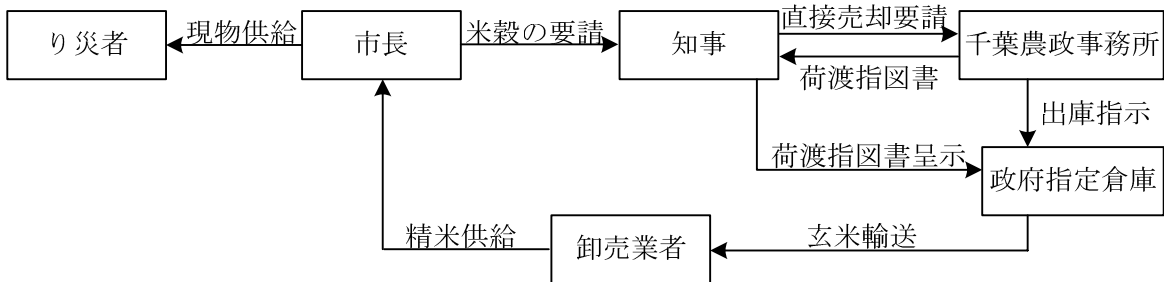 り災者
現物供給
市長
米穀の要請
知事
直接売却要請
荷渡指図書
千葉農政事務所
出庫指示
荷渡指図書呈示
政府指定倉庫
精米供給
卸売業者
玄米輸送